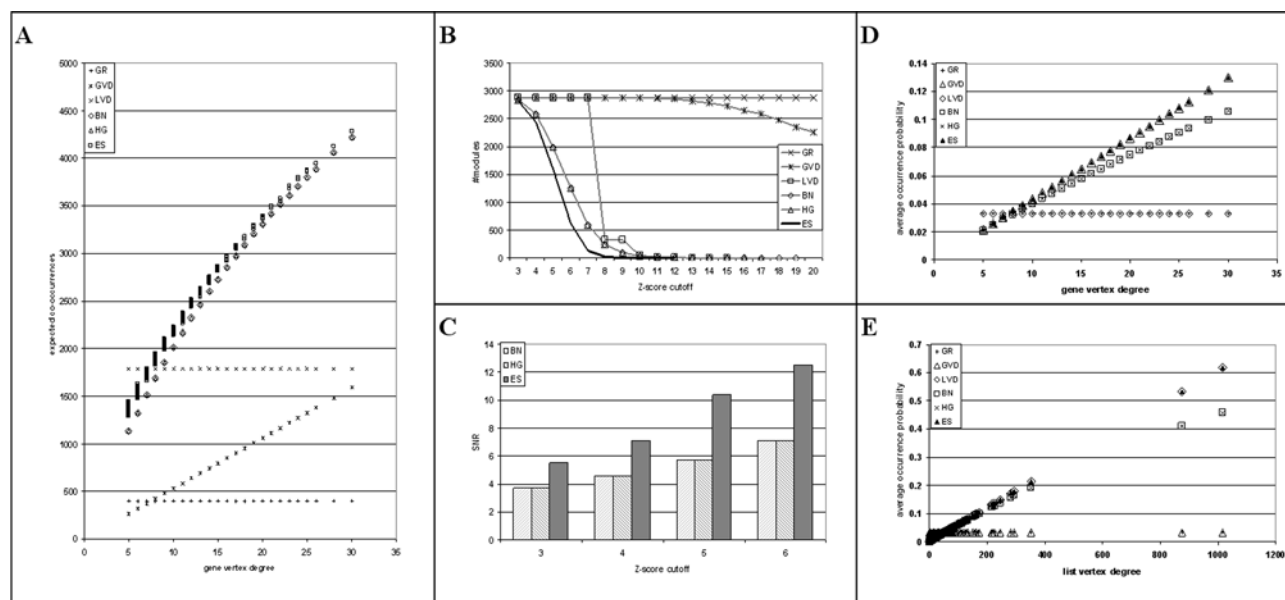 A
5000
4500
4000
3500
3000
2500
2000
1500
1000
500
0
expected co-occurrences
GR
GVD
LVD
BN
HG
ES
0 5 10 15 20 25 30 35
gene vertex degree
B
3500
3000
2500
2000
1500
1000
500
0
#modules
GR
GVD
LVD
BN
HG
ES
3 4 5 6 7 8 9 10 11 12 13 14 15 16 17 18 19 20
Z-score cutoff
C
14
12
10
8
6
4
2
0
SNR
BN
HG
ES
3 4 5 6
Z-score cutoff
D
0.14
0.12
0.1
0.08
0.06
0.04
0.02
0
average occurrence probability
GR
GVD
LVD
BN
HG
ES
0 5 10 15 20 25 30 35
gene vertex degree
E
0.7
0.6
0.5
0.4
0.3
0.2
0.1
0
average occurrence probability
GR
GVD
LVD
BN
HG
ES
0 200 400 600 800 1000 1200
list vertex degree